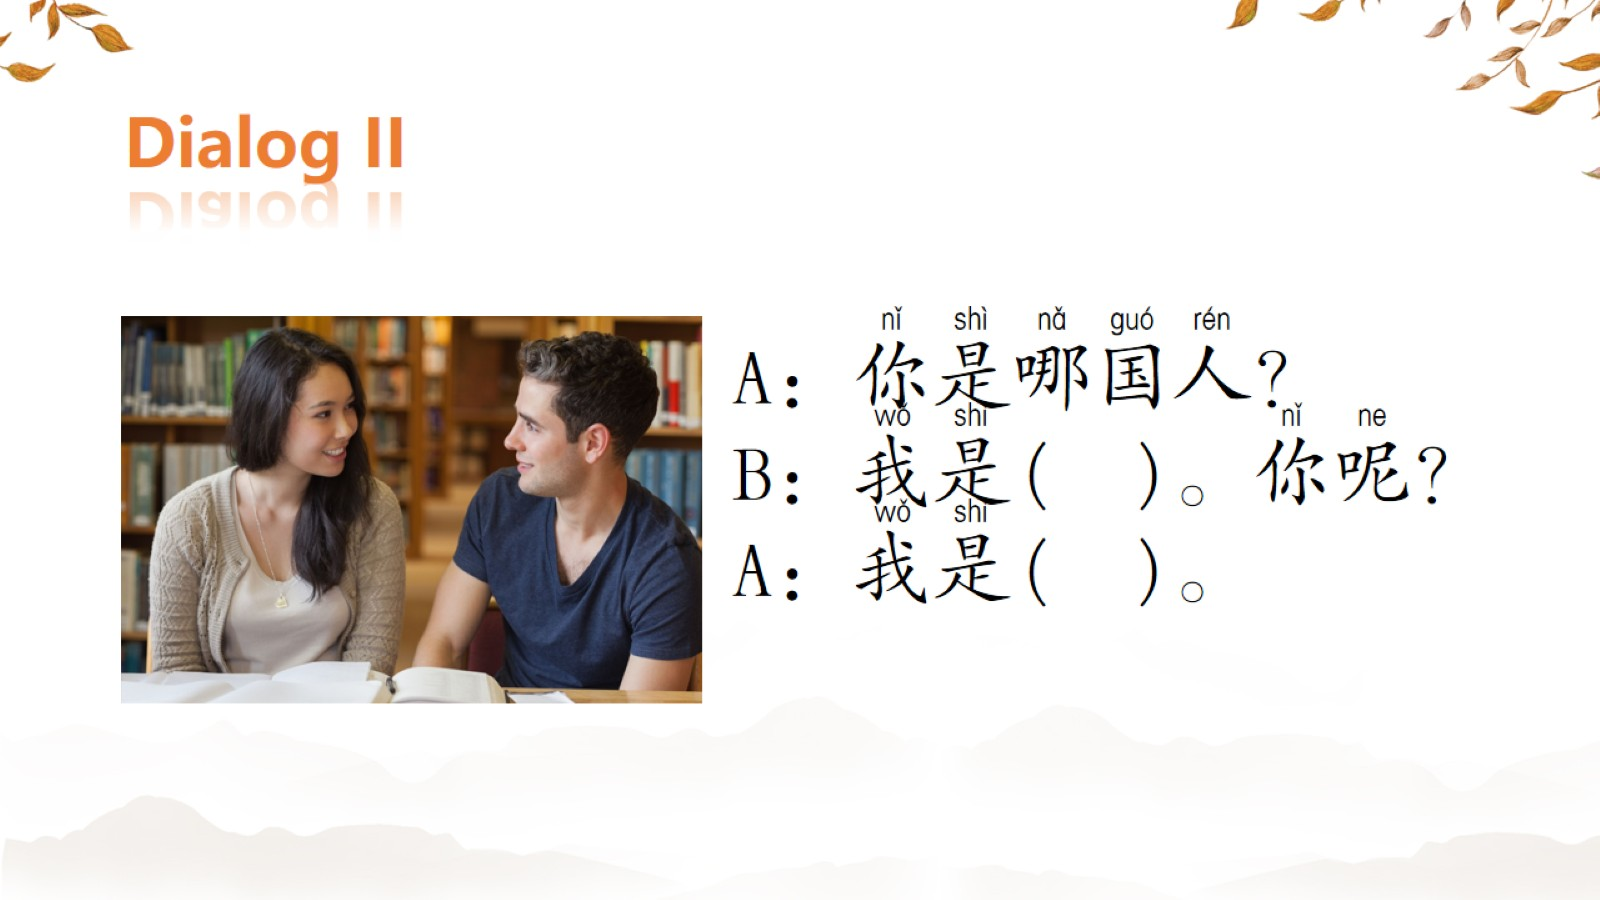 Dialog II
nǐ shì nǎ guó rén
A：你是哪国人？
wǒ shì nǐ ne
B：我是（ ）。你呢？
wǒ shì
A：我是（ ）。